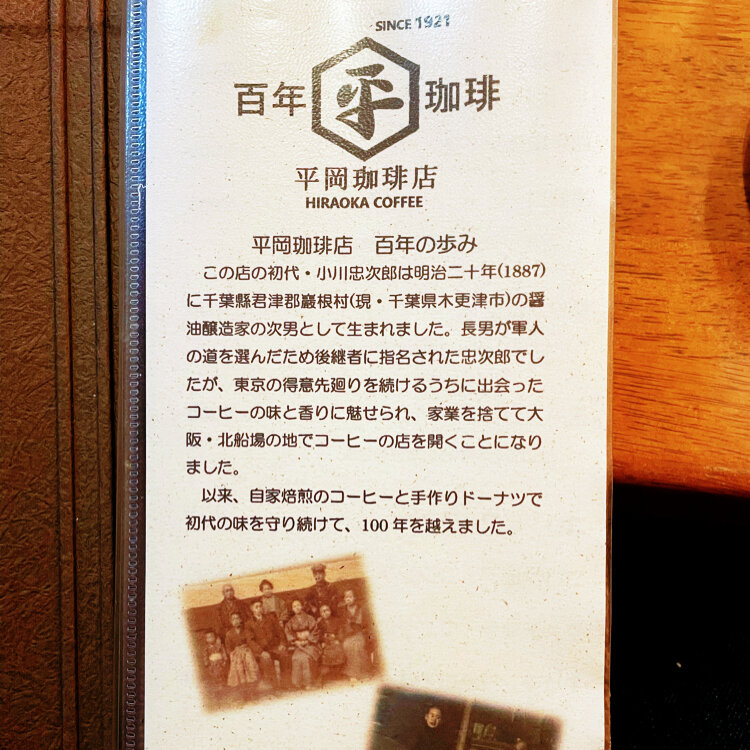 SINCE 1921
百年 平 珈琲
平岡珈琲店
HIRAOKA COFFEE
平岡珈琲店 百年の歩み
この店の初代・小川忠次郎は明治二十年(1887)
に千葉縣君津郡巖根村(現・千葉県木更津市)の醤
油醸造家の次男として生まれました。長男が軍人
の道を選んだため後継者に指名された忠次郎でし
たが、東京の得意先廻りを続けるうちに出会った
コーヒーの味と香りに魅せられ、家業を捨てて大
阪・北船場の地でコーヒーの店を開くことになり
ました。
以来、自家焙煎のコーヒーと手作りドーナツで
初代の味を守り続けて、100年を越えました。